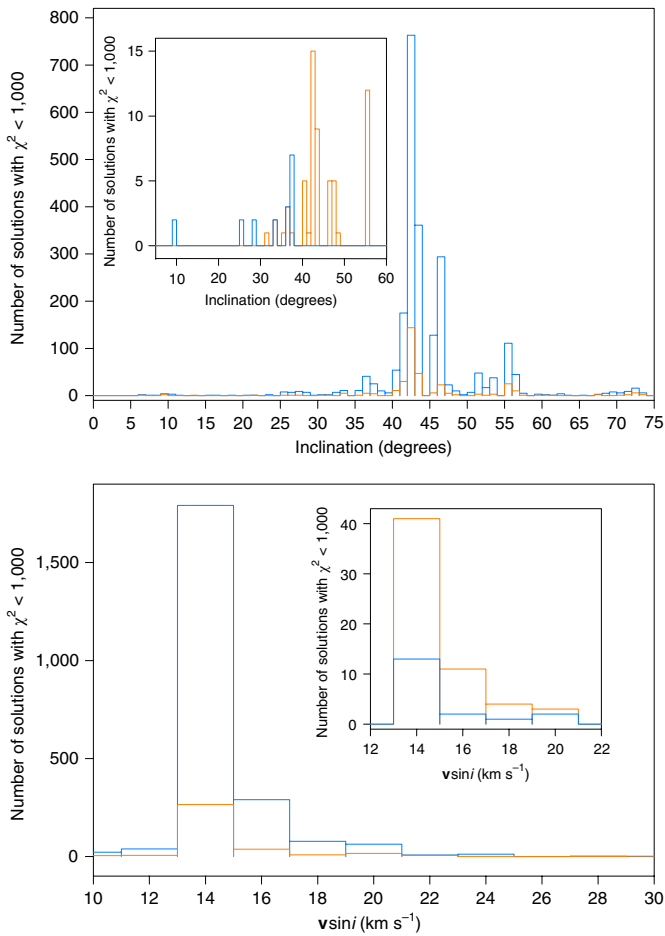 800
700
600
500
400
300
200
100
0
Number of solutions with χ² < 1,000
0 5 10 15 20 25 30 35 40 45 50 55 60 65 70 75
Inclination (degrees)
15
10
5
0
Number of solutions with χ² < 1,000
10 20 30 40 50 60
Inclination (degrees)
1,500
1,000
500
0
Number of solutions with χ² < 1,000
10 12 14 16 18 20 22 24 26 28 30
vsini (km s⁻¹)
40
30
20
10
0
Number of solutions with χ² < 1,000
12 14 16 18 20 22
vsini (km s⁻¹)